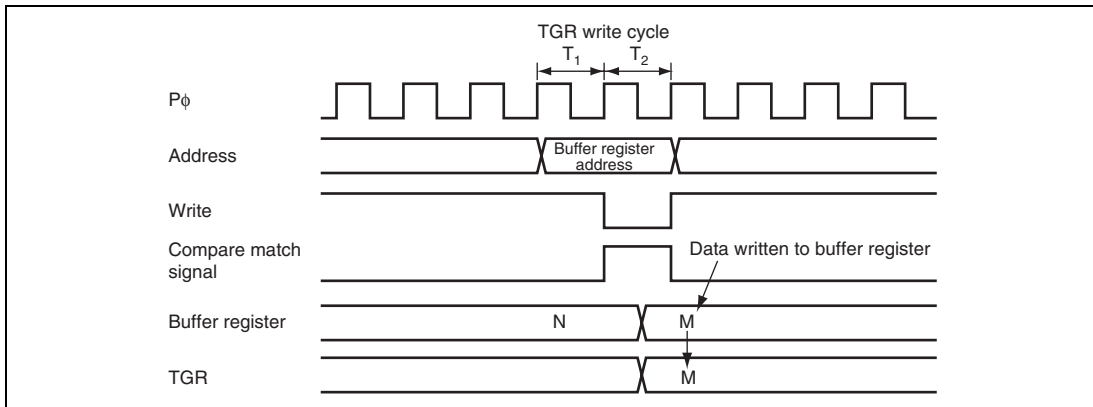 TGR write cycle
T1 T2
Pϕ
Address
Buffer register
address
Write
Compare match
signal
Data written to buffer register
Buffer register
N M
TGR
M